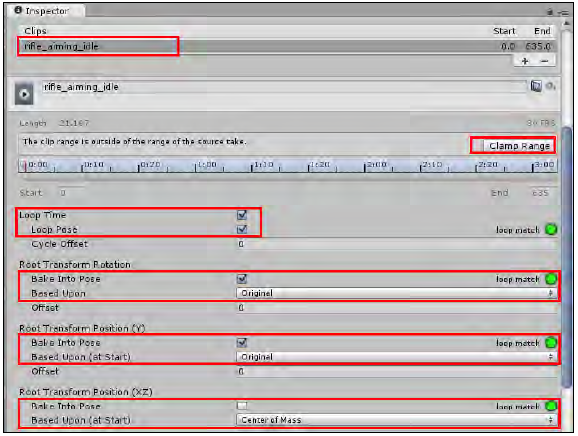 Inspector
Clips Start End
rifle_aiming_idle 0.0 635.0
+ −
rifle_aiming_idle
Length 21.167 30 FPS
The clip range is outside of the range of the source take.
Clamp Range
0:00 0:10 0:20 1:00 1:10 1:20 2:00 2:10 2:20 3:00
Start 0 End 635
Loop Time
Loop Pose loop match
Cycle Offset 0
Root Transform Rotation
Bake Into Pose loop match
Based Upon Original
Offset 0
Root Transform Position (Y)
Bake Into Pose loop match
Based Upon (at Start) Original
Offset 0
Root Transform Position (XZ)
Bake Into Pose loop match
Based Upon (at Start) Center of Mass